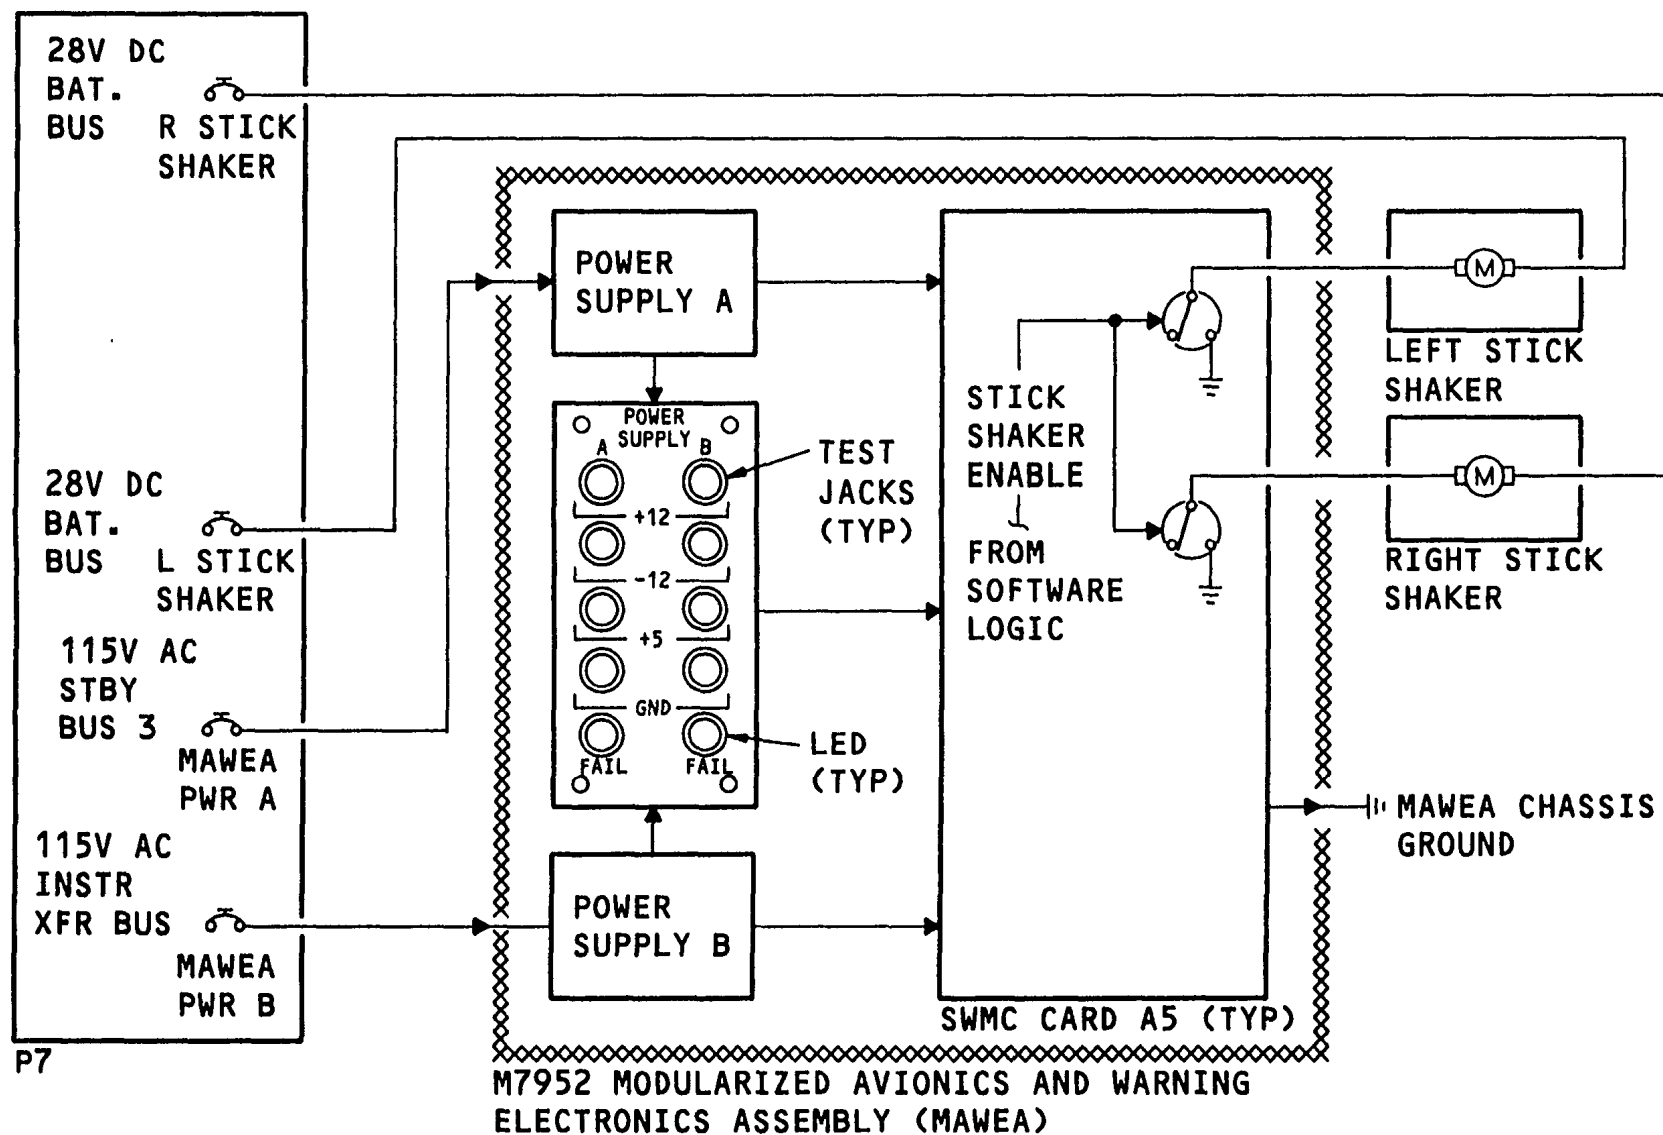 28V DC
BAT.
BUS
R STICK
SHAKER
28V DC
BAT.
BUS
L STICK
SHAKER
115V AC
STBY
BUS 3
MAWEA
PWR A
115V AC
INSTR
XFR BUS
MAWEA
PWR B
P7
POWER
SUPPLY A
POWER
SUPPLY
A B
+12
-12
+5
GND
FAIL FAIL
TEST
JACKS
(TYP)
LED
(TYP)
POWER
SUPPLY B
STICK
SHAKER
ENABLE
FROM
SOFTWARE
LOGIC
SWMC CARD A5 (TYP)
M
LEFT STICK
SHAKER
M
RIGHT STICK
SHAKER
MAWEA CHASSIS
GROUND
M7952 MODULARIZED AVIONICS AND WARNING
ELECTRONICS ASSEMBLY (MAWEA)